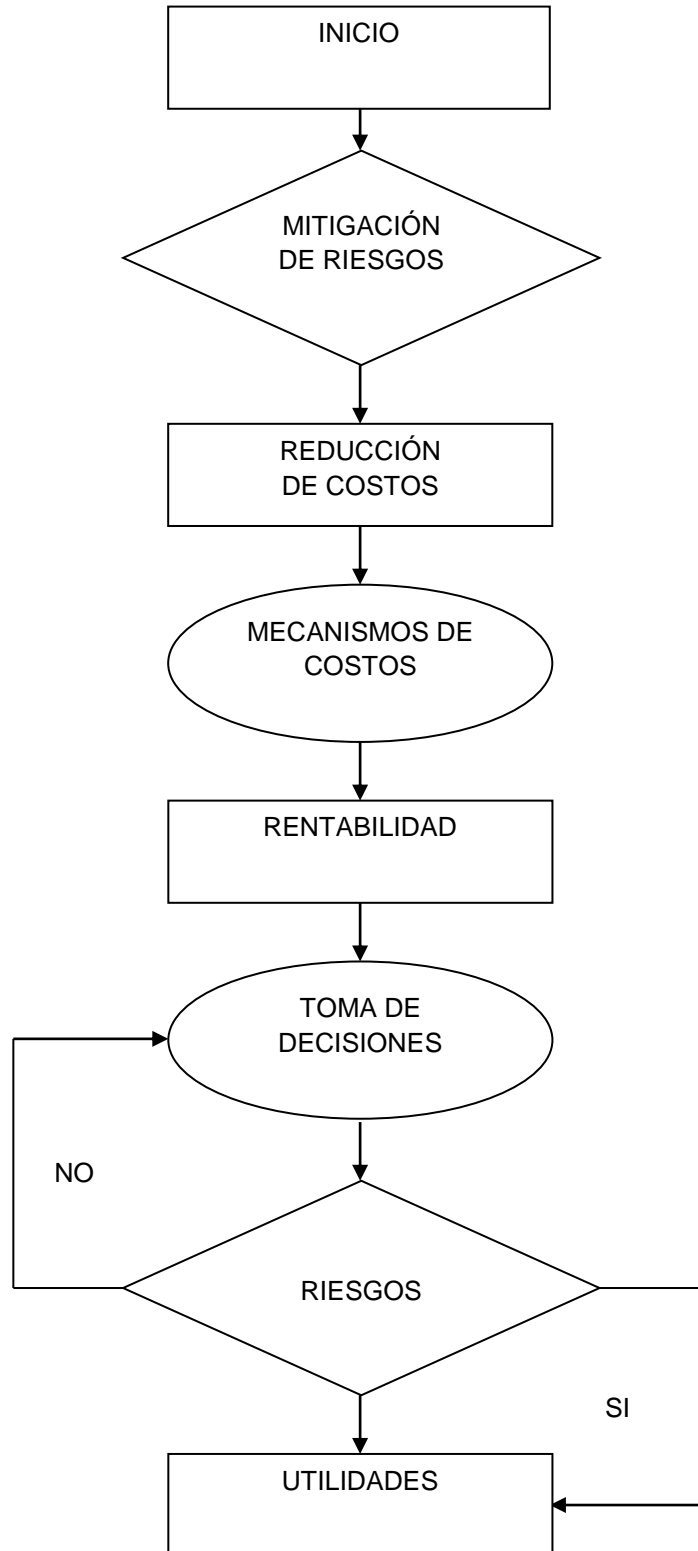 INICIO
MITIGACIÓN
DE RIESGOS
REDUCCIÓN
DE COSTOS
MECANISMOS DE
COSTOS
RENTABILIDAD
TOMA DE
DECISIONES
NO
RIESGOS
SI
UTILIDADES